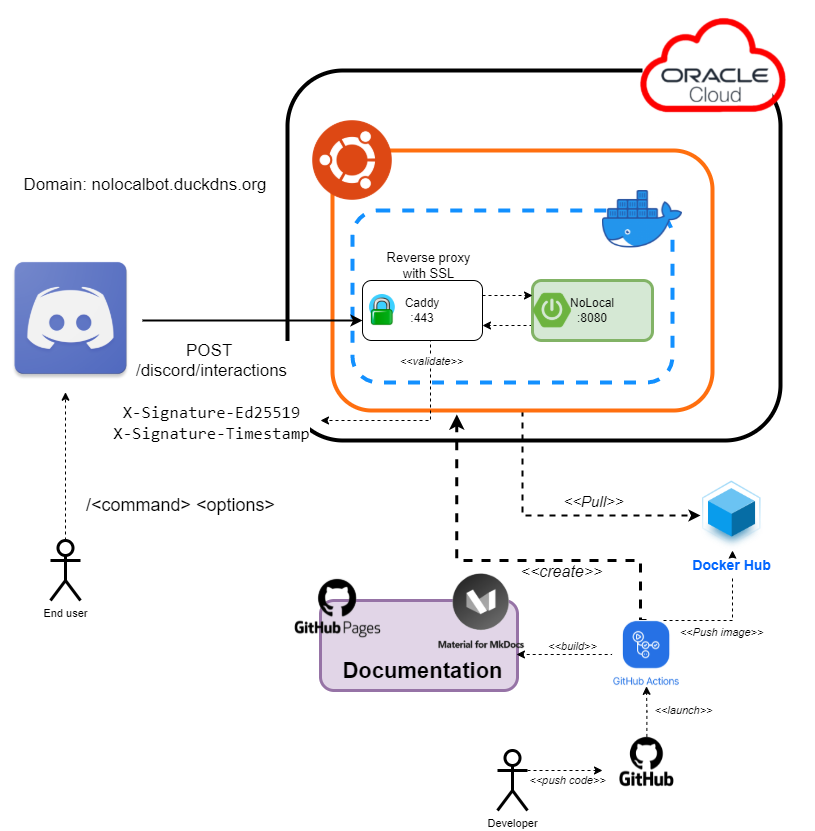 ORACLE
Cloud
Domain: nolocalbot.duckdns.org
Reverse proxy
with SSL
Caddy
:443
NoLocal
:8080
POST
/discord/interactions
<<validate>>
X-Signature-Ed25519
X-Signature-Timestamp
/<command> <options>
<<Pull>>
Docker Hub
<<create>>
End user
GitHub Pages
Material for MkDocs
Documentation
<<build>>
<<Push image>>
GitHub Actions
<<launch>>
<<push code>>
GitHub
Developer